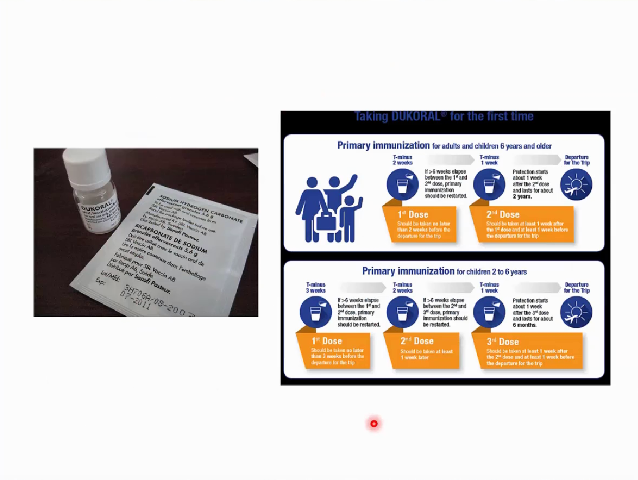 DUKORAL
SODIUM HYDROGEN CARBONATE
BICARBONATE DE SODIUM
Sanofi Pasteur
07-2011
Taking DUKORAL® for the first time
Primary immunization for adults and children 6 years and older
T-minus
2 weeks
T-minus
1 week
Departure
for the Trip
If >6 weeks elapse
between the 1st and
2nd dose, primary
immunization
should be restarted.
Protection starts
about 1 week
after the 2nd dose
and lasts for about
2 years.
1st Dose
Should be taken no later
than 2 weeks before the
departure for the trip
2nd Dose
Should be taken at least 1 week after
the 1st dose and at least 1 week before
the departure for the trip
Primary immunization for children 2 to 6 years
T-minus
3 weeks
T-minus
2 weeks
T-minus
1 week
Departure
for the Trip
If >6 weeks elapse
between the 1st and
2nd dose, primary
immunization
should be restarted.
If >6 weeks elapse
between the 2nd and
3rd dose, primary
immunization should
be restarted.
Protection starts
about 1 week
after the 3rd dose
and lasts for about
6 months.
1st Dose
Should be taken no later
than 2 weeks before the
departure for the trip
2nd Dose
Should be taken at least
1 week later
3rd Dose
Should be taken at least 1 week after
the 2nd dose and at least 1 week before
the departure for the trip